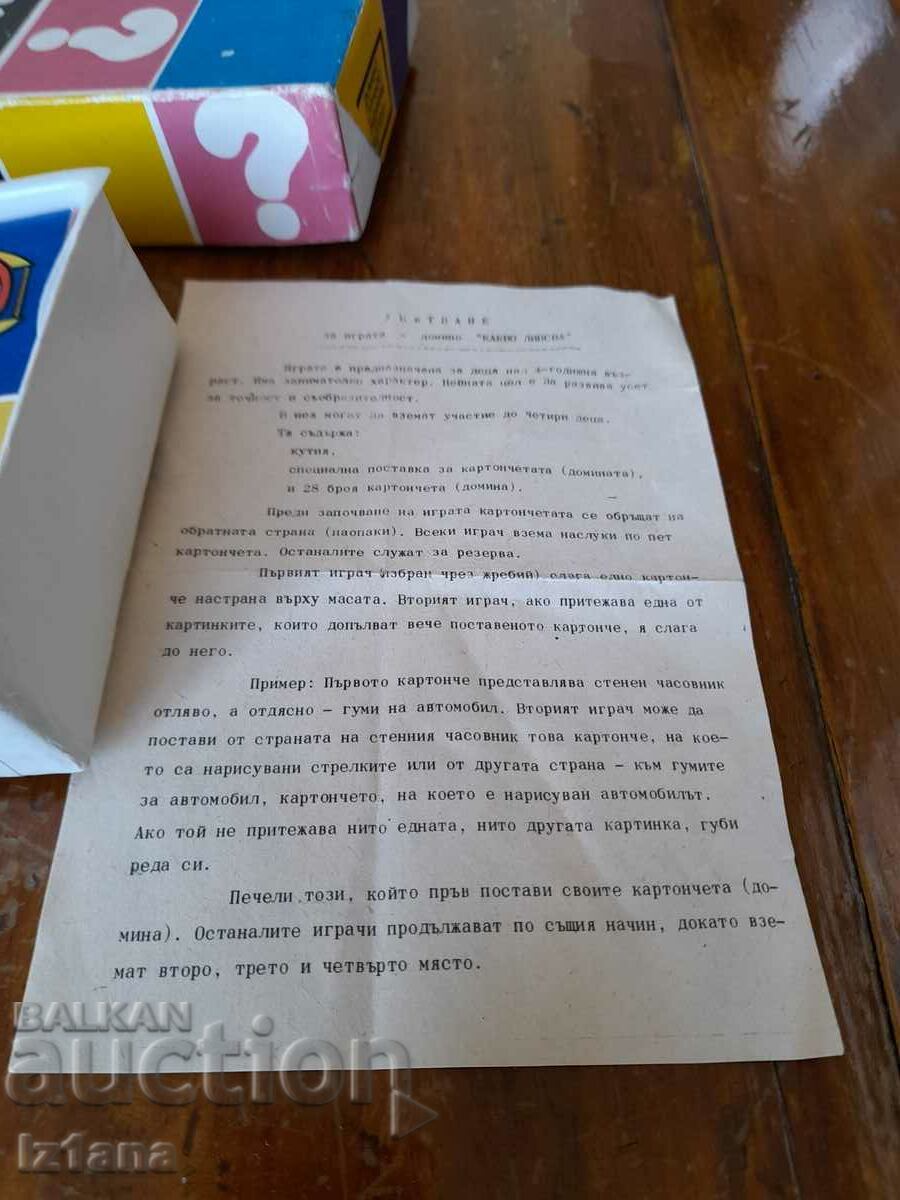 УПЪТВАНЕ
за играта - домино "КАКВО ЛИПСВА"
Играта е предназначена за деца над 4-годишна въз-
раст. Има занимателен характер. Нейната цел е да развива усет
за точност и съобразителност.
В нея могат да вземат участие до четири деца.
Тя съдържа:
кутия,
специална поставка за картончетата (домината),
и 28 броя картончета (домина).
Преди започване на играта картончетата се обръщат на
обратната страна (наопаки). Всеки играч взема наслуки по пет
картончета. Останалите служат за резерва.
Първият играч (избран чрез жребий) слага едно картон-
че настрана върху масата. Вторият играч, ако притежава една от
картинките, които допълват вече поставеното картонче, я слага
до него.
Пример: Първото картонче представлява стенен часовник
отляво, а отдясно – гуми на автомобил. Вторият играч може да
постави от страната на стенния часовник това картонче, на кое-
то са нарисувани стрелките или от другата страна – към гумите
за автомобил, картончето, на което е нарисуван автомобилът.
Ако той не притежава нито едната, нито другата картинка, губи
реда си.
Печели този, който пръв постави своите картончета (до-
мина). Останалите играчи продължават по същия начин, докато взе-
мат второ, трето и четвърто място.
BALKAN
auction
Iz1ana